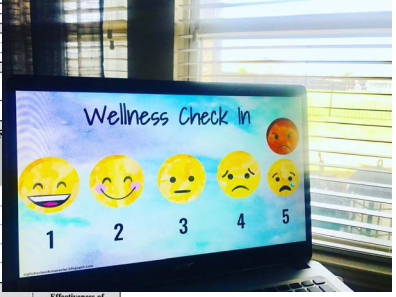 Wellness Check In
1 2 3 4 5
Effectiveness of